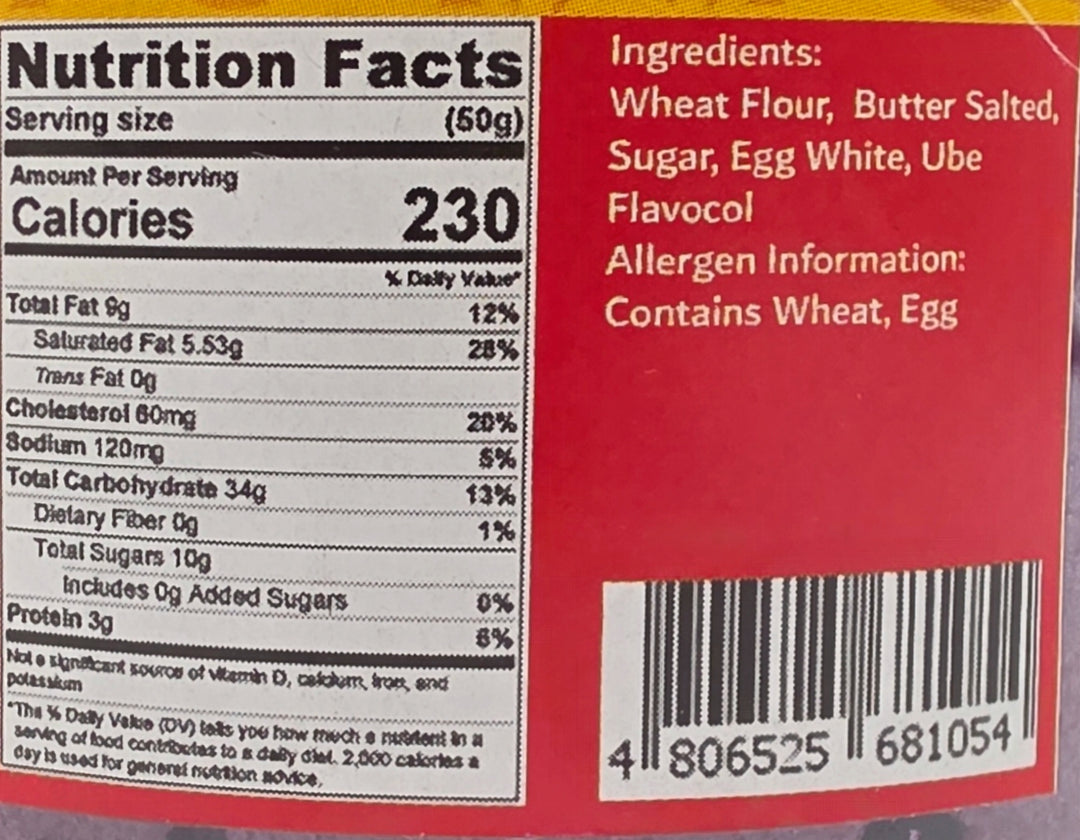 Nutrition Facts
Serving size (50g)
Amount Per Serving
Calories 230
% Daily Value*
Total Fat 9g 12%
Saturated Fat 5.53g 28%
Trans Fat 0g
Cholesterol 60mg 20%
Sodium 120mg 5%
Total Carbohydrate 34g 13%
Dietary Fiber 0g 1%
Total Sugars 10g
Includes 0g Added Sugars 0%
Protein 3g 6%
Not a significant source of vitamin D, calcium, iron, and
potassium
*The % Daily Value (DV) tells you how much a nutrient in a
serving of food contributes to a daily diet. 2,000 calories a
day is used for general nutrition advice.
Ingredients:
Wheat Flour, Butter Salted,
Sugar, Egg White, Ube
Flavocol
Allergen Information:
Contains Wheat, Egg
4 806525 681054